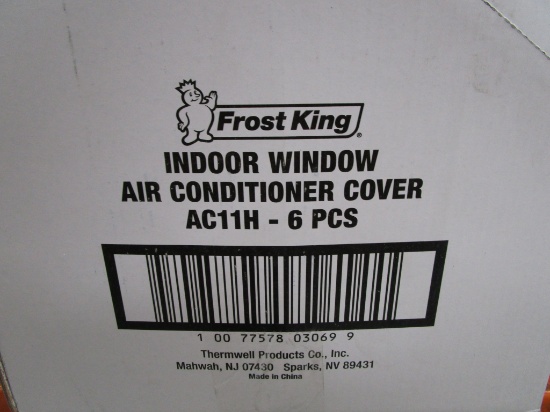 Frost King®
INDOOR WINDOW
AIR CONDITIONER COVER
AC11H - 6 PCS
1 00 77578 03069 9
Thermwell Products Co., Inc.
Mahwah, NJ 07430 Sparks, NV 89431
Made in China